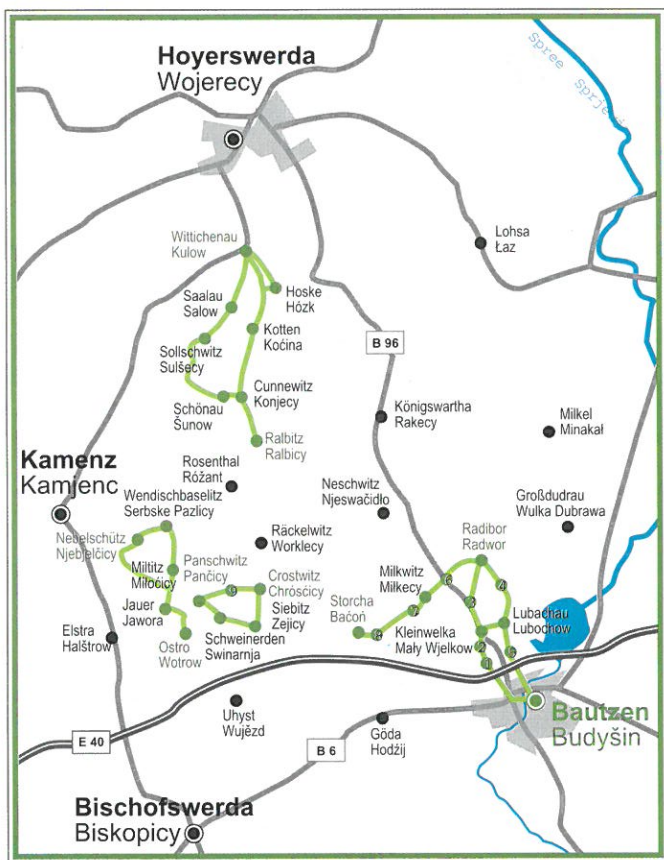 Hoyerswerda
Wojerecy
Spree Sprjewja
Lohsa
Łaz
Wittichenau
Kulow
Hoske
Hózk
Saalau
Salow
Kotten
Koćina
B 96
Sollschwitz
Sulšecy
Cunnewitz
Konjecy
Schönau
Šunow
Königswartha
Rakecy
Milkel
Minakał
Ralbitz
Ralbicy
Kamenz
Kamjenc
Rosenthal
Róžant
Wendischbaselitz
Serbske Pazlicy
Neschwitz
Njeswačidło
Großdudrau
Wulka Dubrawa
Nebelschütz
Njebjelčicy
Räckelwitz
Worklecy
Radibor
Radwor
Miltitz
Miłoćicy
Panschwitz
Pančicy
Crostwitz
Chrósćicy
Milkwitz
Miłkecy
Storcha
Baćoń
Jauer
Jawora
Siebitz
Zejicy
Lubachau
Lubochow
Elstra
Halštrow
Ostro
Wotrow
Schweinerden
Swinarnja
Kleinwelka
Mały Wjelkow
Uhyst
Wujězd
Göda
Hodźij
Bautzen
Budyšin
E 40
B 6
Bischofswerda
Biskopicy